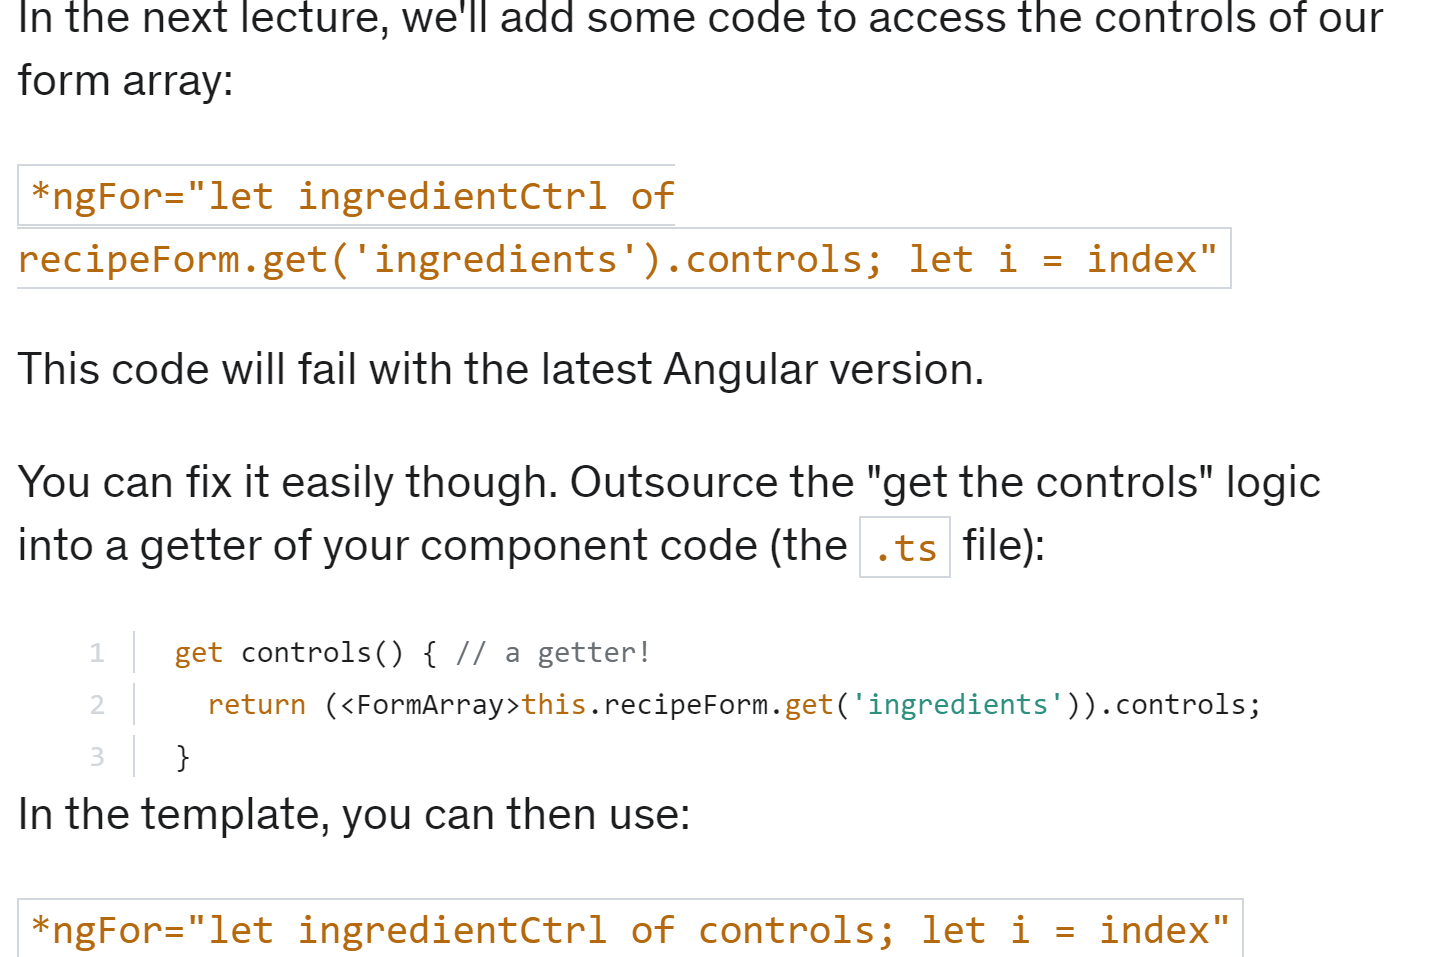 In the next lecture, we'll add some code to access the controls of our
form array:
*ngFor="let ingredientCtrl of
recipeForm.get('ingredients').controls; let i = index"
This code will fail with the latest Angular version.
You can fix it easily though. Outsource the "get the controls" logic
into a getter of your component code (the .ts file):
1 get controls() { // a getter!
2 return (<FormArray>this.recipeForm.get('ingredients')).controls;
3 }
In the template, you can then use:
*ngFor="let ingredientCtrl of controls; let i = index"